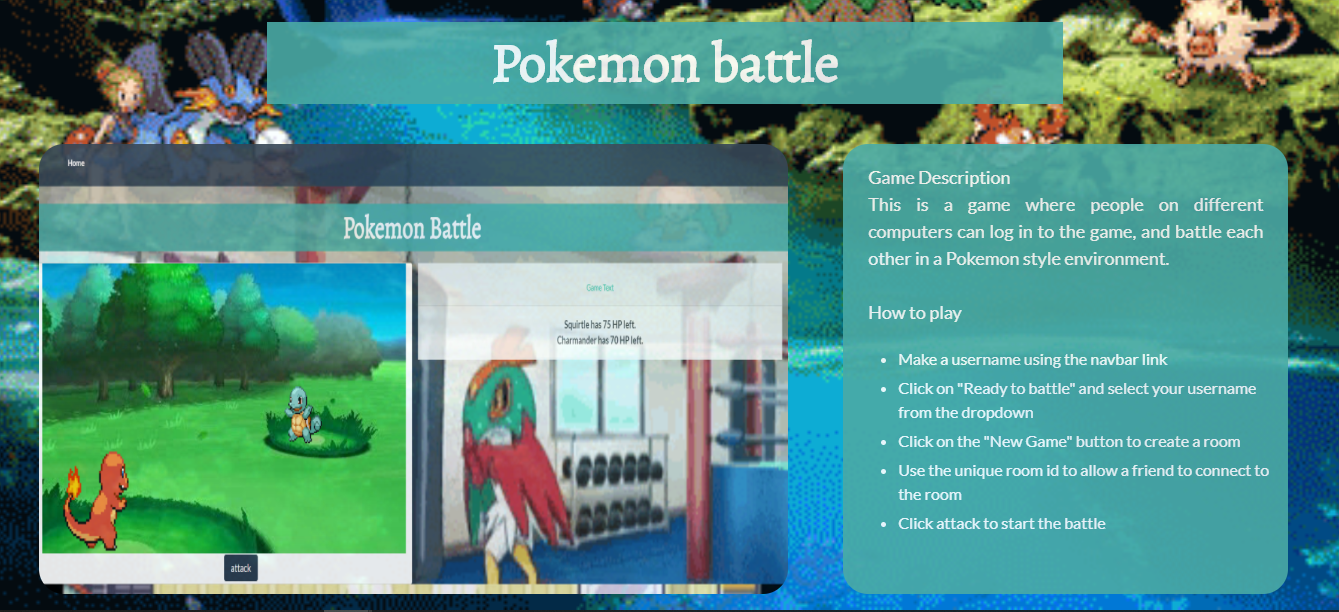 Pokemon battle
Home
Pokemon Battle
Game Text
Squirtle has 75 HP left.
Charmander has 70 HP left.
attack
Game Description
This is a game where people on different
computers can log in to the game, and battle each
other in a Pokemon style environment.
How to play
• Make a username using the navbar link
• Click on "Ready to battle" and select your username
from the dropdown
• Click on the "New Game" button to create a room
• Use the unique room id to allow a friend to connect to
the room
• Click attack to start the battle